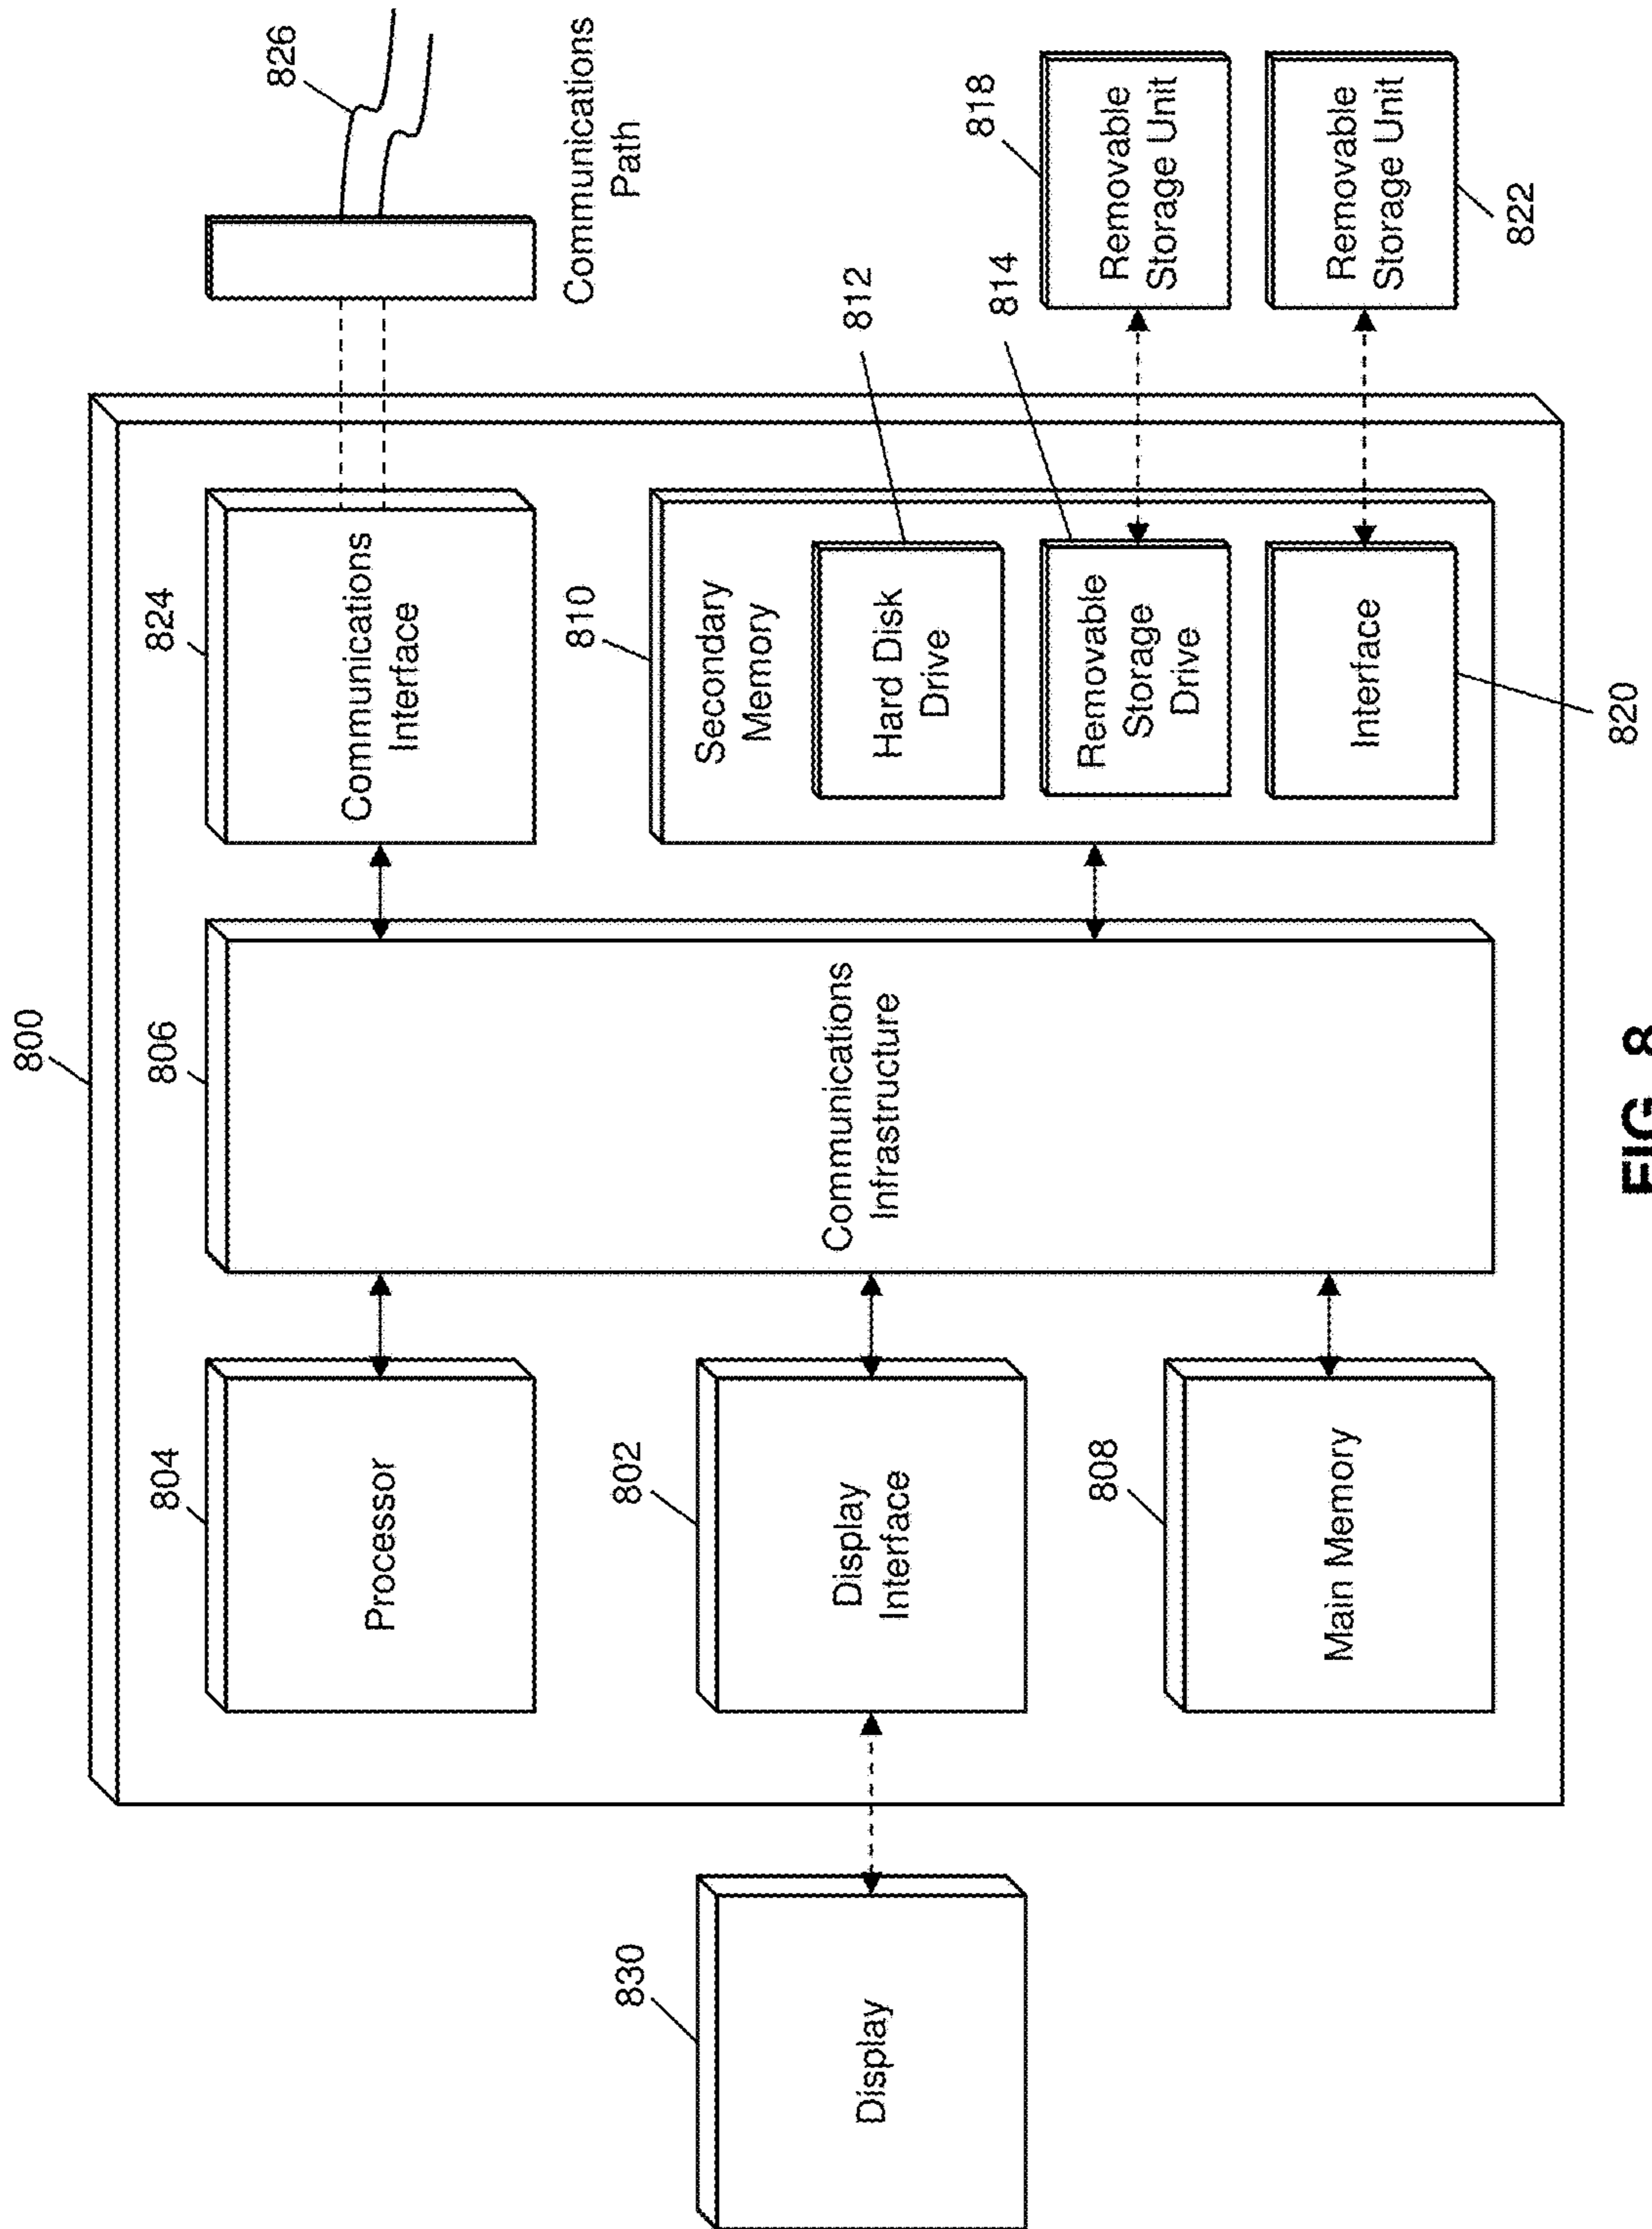 800
804
Processor
806
824
Communications
Interface
826
Communications
Path
830
Display
802
Display
Interface
Communications
Infrastructure
810
Secondary
Memory
812
Hard Disk
Drive
808
Main Memory
814
Removable
Storage
Drive
818
Removable
Storage Unit
Interface
820
Removable
Storage Unit
822
FIG. 8